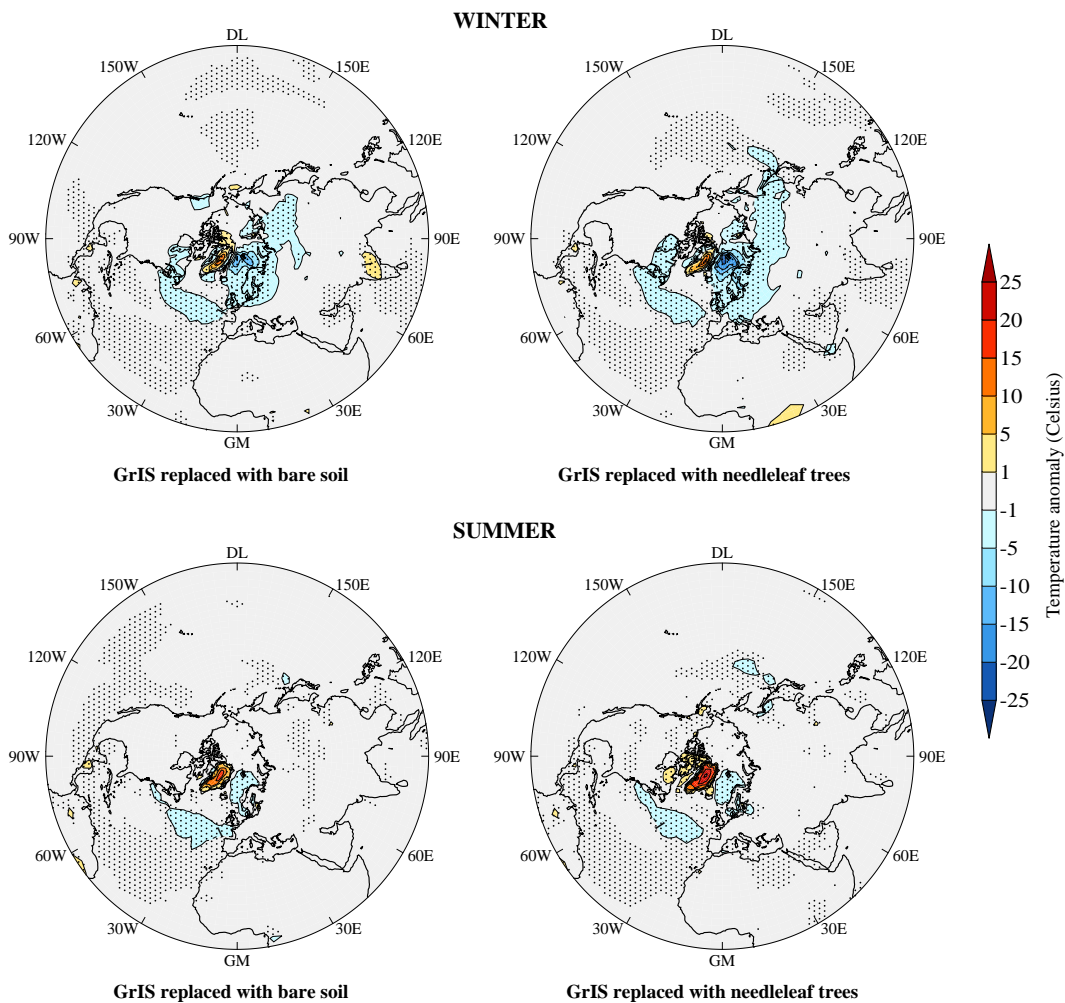 WINTER
DL
150W
150E
120W
120E
90W
90E
60W
60E
30W
30E
GM
GrIS replaced with bare soil
DL
150W
150E
120W
120E
90W
90E
60W
60E
30W
30E
GM
GrIS replaced with needleleaf trees
SUMMER
DL
150W
150E
120W
120E
90W
90E
60W
60E
30W
30E
GM
GrIS replaced with bare soil
DL
150W
150E
120W
120E
90W
90E
60W
60E
30W
30E
GM
GrIS replaced with needleleaf trees
25
20
15
10
5
1
-1
-5
-10
-15
-20
-25
Temperature anomaly (Celsius)